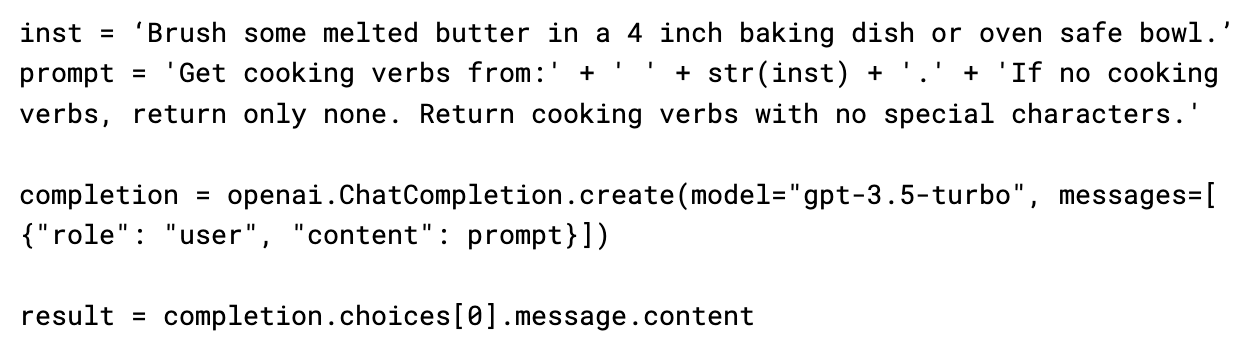 inst = ‘Brush some melted butter in a 4 inch baking dish or oven safe bowl.’
prompt = 'Get cooking verbs from:' + ' ' + str(inst) + '.' + 'If no cooking
verbs, return only none. Return cooking verbs with no special characters.'
completion = openai.ChatCompletion.create(model="gpt-3.5-turbo", messages=[
{"role": "user", "content": prompt}])
result = completion.choices[0].message.content